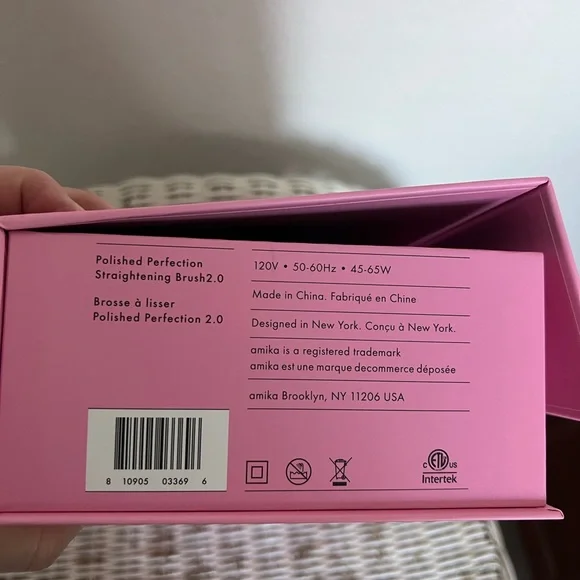 Polished Perfection
Straightening Brush2.0
Brosse à lisser
Polished Perfection 2.0
120V • 50-60Hz • 45-65W
Made in China. Fabriqué en Chine
Designed in New York. Conçu à New York.
amika is a registered trademark
amika est une marque decommerce déposée
amika Brooklyn, NY 11206 USA
8 10905 03369 6
c ETL us
Intertek